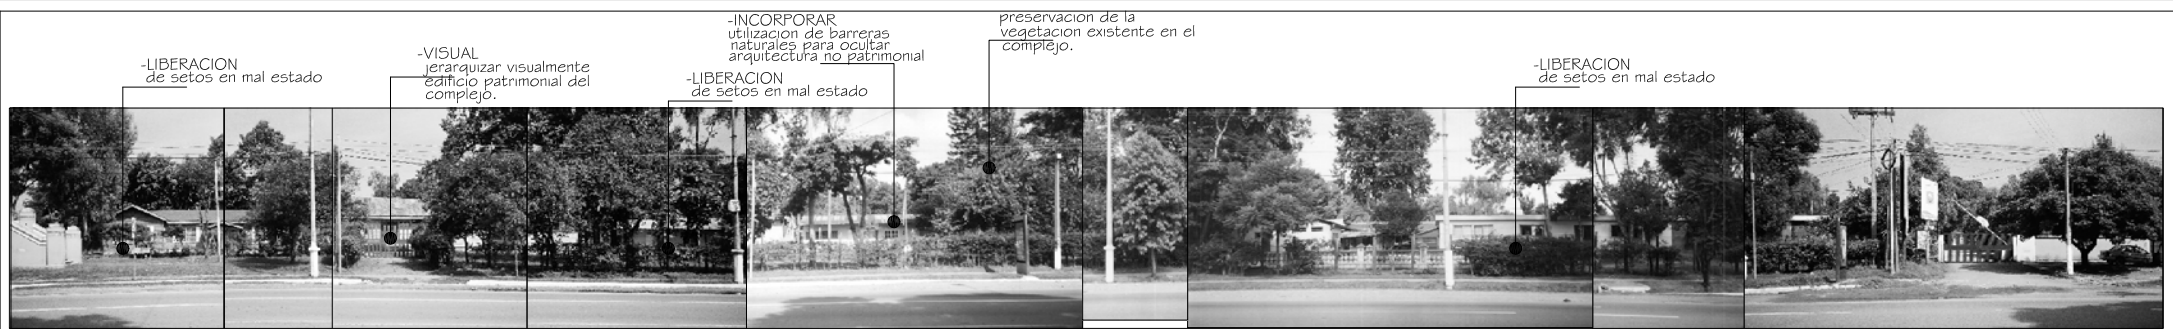 -LIBERACION
de setos en mal estado
-VISUAL
jerarquizar visualmente
edificio patrimonial del
complejo.
-INCORPORAR
utilizacion de barreras
naturales para ocultar
arquitectura no patrimonial
-LIBERACION
de setos en mal estado
preservacion de la
vegetacion existente en el
complejo.
-LIBERACION
de setos en mal estado